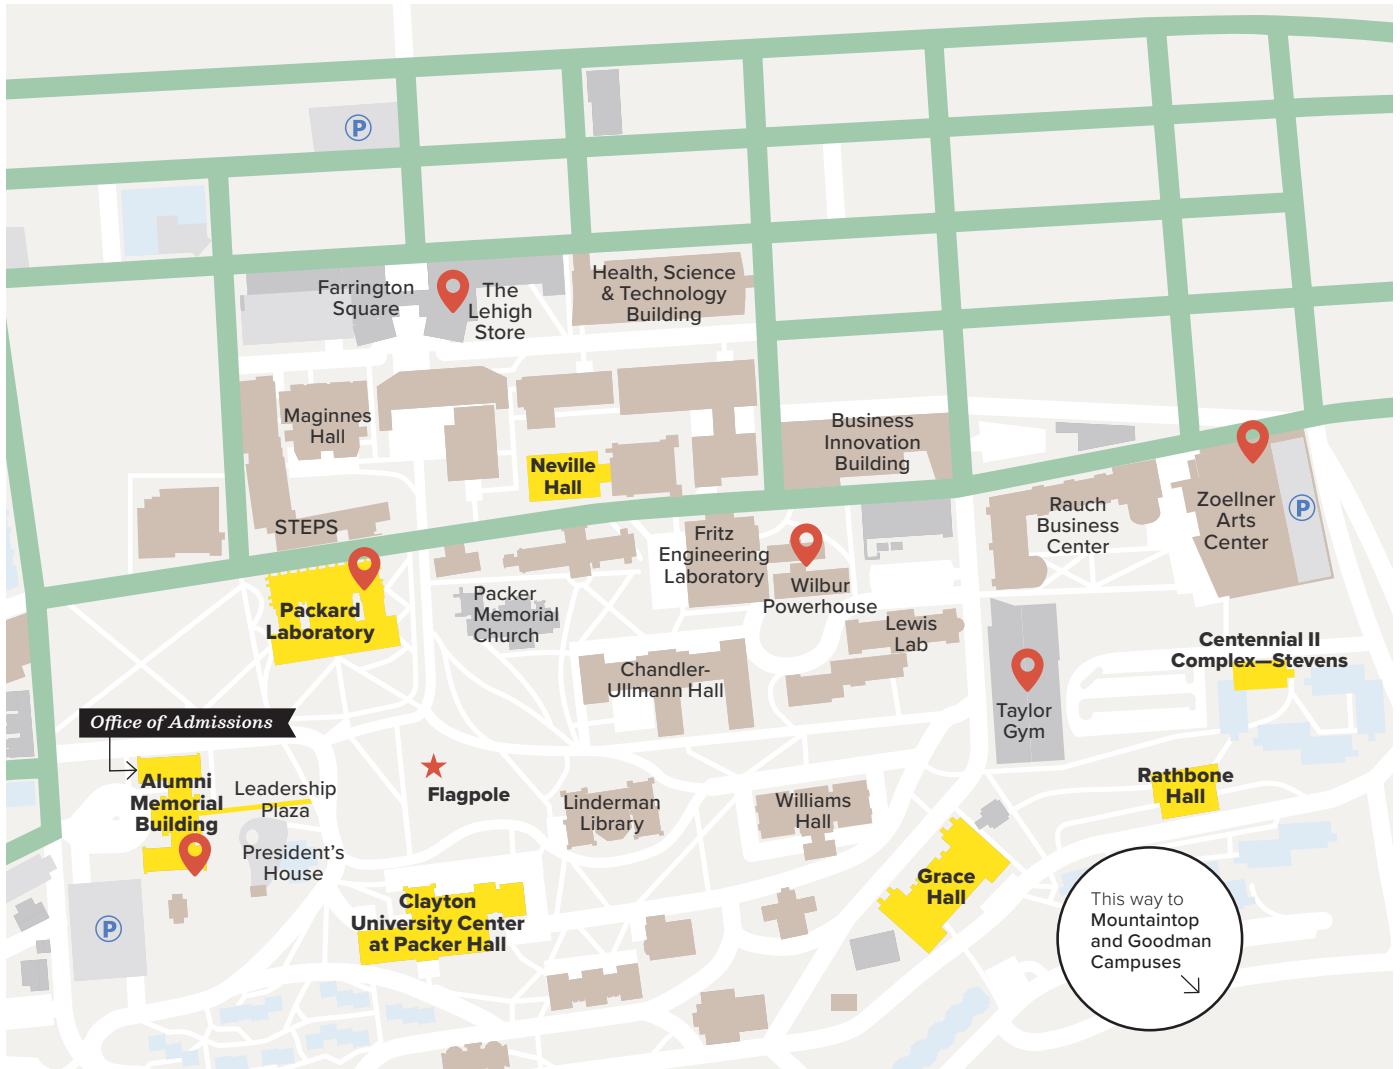 P
Farrington
Square
The
Lehigh
Store
Health, Science
& Technology
Building
Maginnes
Hall
Business
Innovation
Building
Neville
Hall
STEPS
Rauch
Business
Center
Zoellner
Arts
Center
P
Fritz
Engineering
Laboratory
Wilbur
Powerhouse
Packard
Laboratory
Packer
Memorial
Church
Lewis
Lab
Centennial II
Complex—Stevens
Chandler-
Ullmann Hall
Taylor
Gym
Office of Admissions
Alumni
Memorial
Building
Leadership
Plaza
Flagpole
Linderman
Library
Williams
Hall
Rathbone
Hall
President's
House
Grace
Hall
Clayton
University Center
at Packer Hall
P
This way to
Mountaintop
and Goodman
Campuses